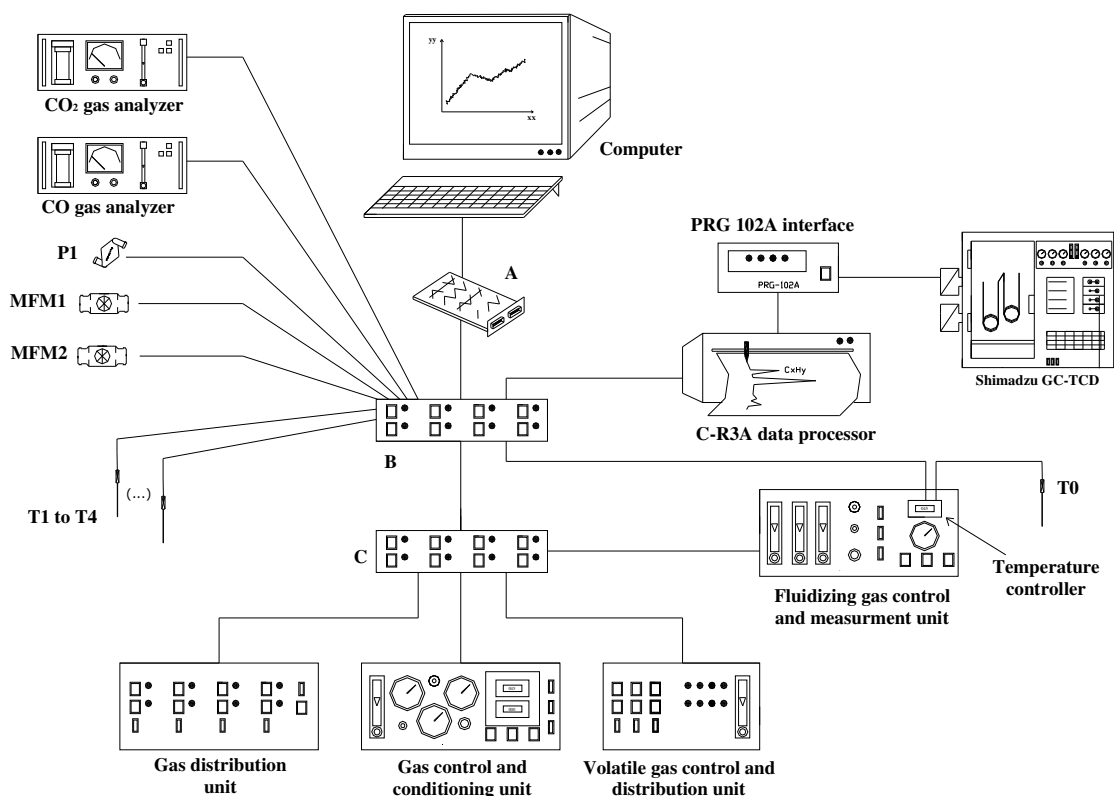 yy
xx
CO2 gas analyzer
Computer
CO gas analyzer
PRG 102A interface
P1
A
PRG-102A
MFM1
CxHy
MFM2
Shimadzu GC-TCD
C-R3A data processor
B
(...)
T0
T1 to T4
C
Temperature
controller
Fluidizing gas control
and measurment unit
Gas distribution
unit
Gas control and
conditioning unit
Volatile gas control and
distribution unit